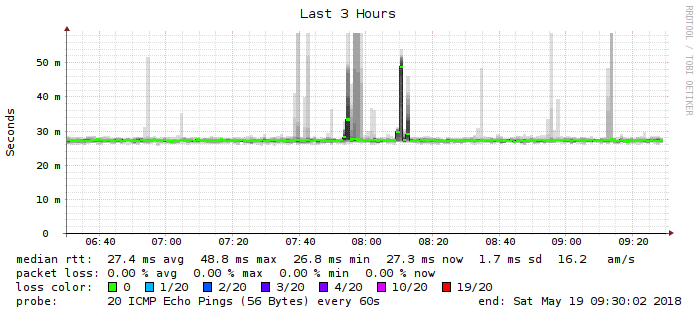 Last 3 Hours
RRDTOOL / TOBI OETIKER
Seconds
50 m
40 m
30 m
20 m
10 m
0
06:40 07:00 07:20 07:40 08:00 08:20 08:40 09:00 09:20
median rtt: 27.4 ms avg 48.8 ms max 26.8 ms min 27.3 ms now 1.7 ms sd 16.2 am/s
packet loss: 0.00 % avg 0.00 % max 0.00 % min 0.00 % now
loss color: 0 1/20 2/20 3/20 4/20 10/20 19/20
probe: 20 ICMP Echo Pings (56 Bytes) every 60s end: Sat May 19 09:30:02 2018